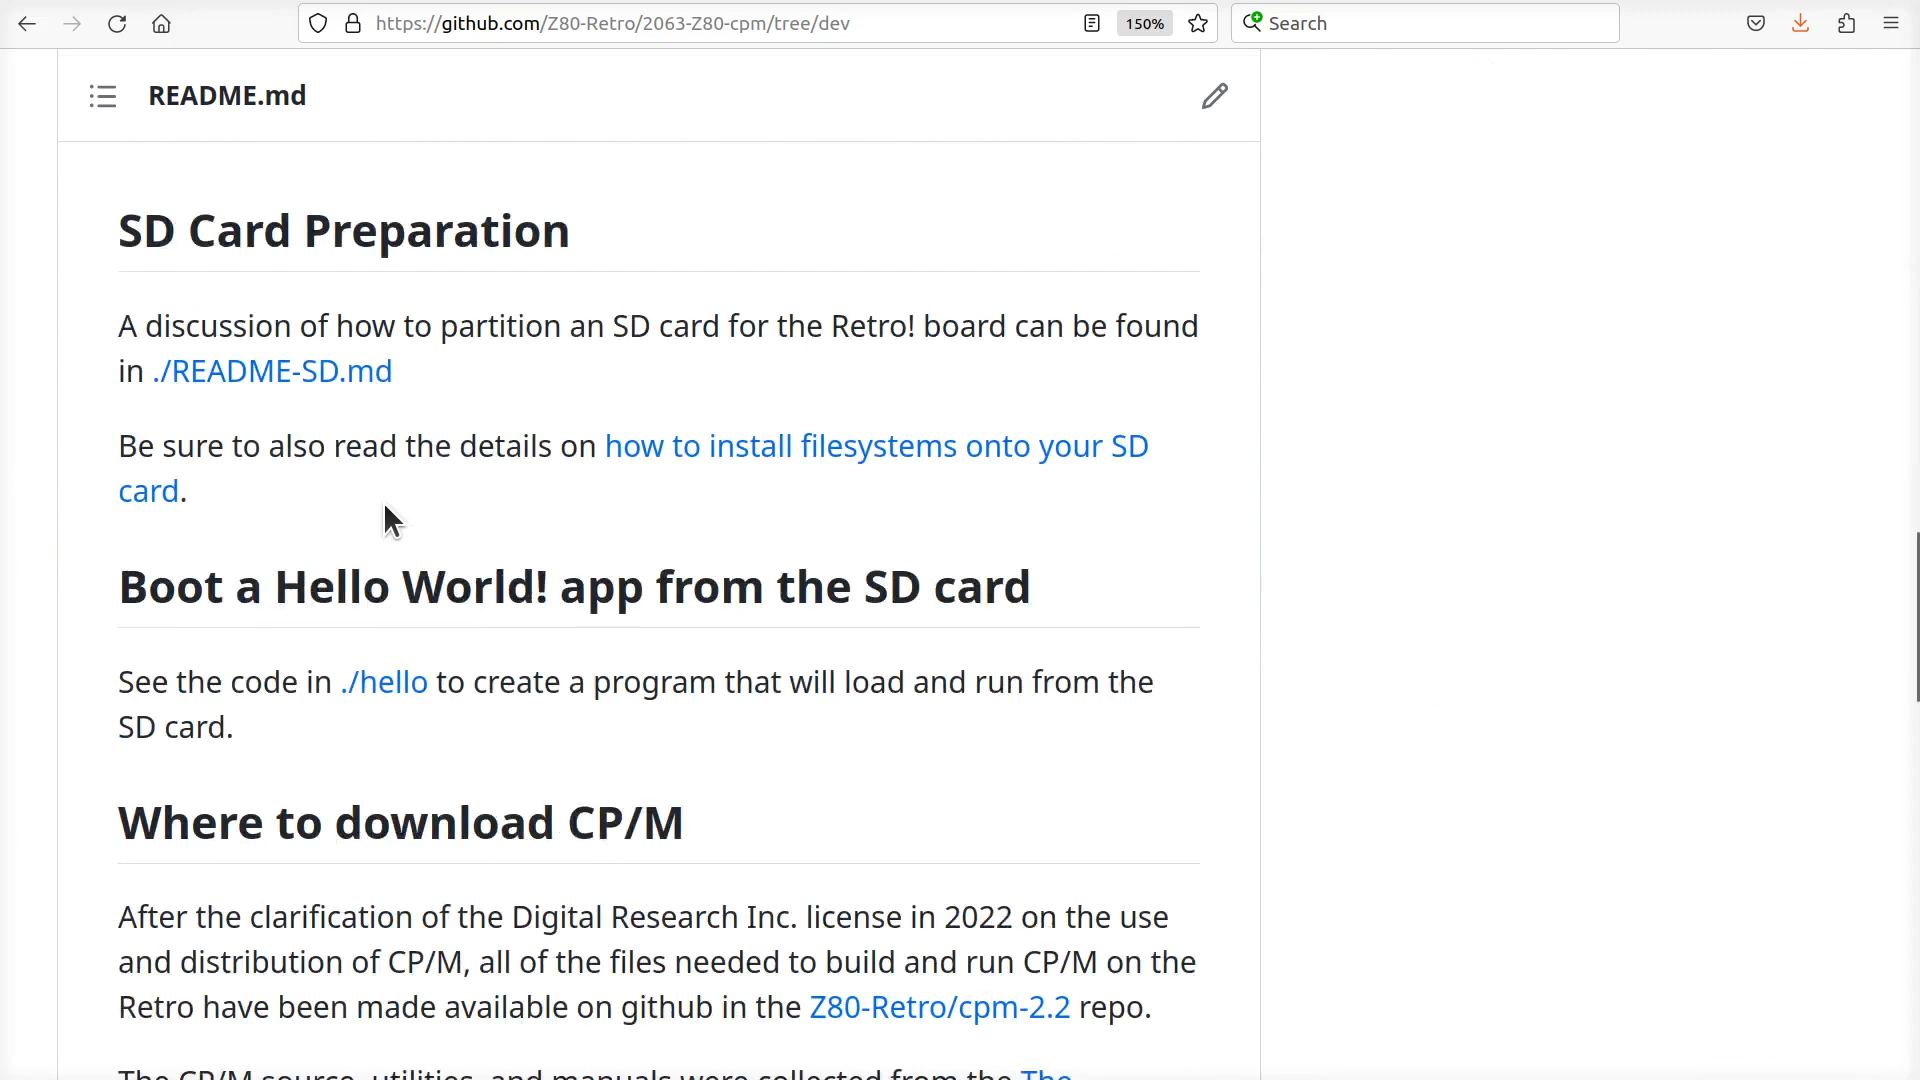 https://github.com/Z80-Retro/2063-Z80-cpm/tree/dev
150%
Search
README.md
SD Card Preparation
A discussion of how to partition an SD card for the Retro! board can be found
in ./README-SD.md
Be sure to also read the details on how to install filesystems onto your SD
card.
Boot a Hello World! app from the SD card
See the code in ./hello to create a program that will load and run from the
SD card.
Where to download CP/M
After the clarification of the Digital Research Inc. license in 2022 on the use
and distribution of CP/M, all of the files needed to build and run CP/M on the
Retro have been made available on github in the Z80-Retro/cpm-2.2 repo.
The CP/M source, utilities, and manuals were collected from the The